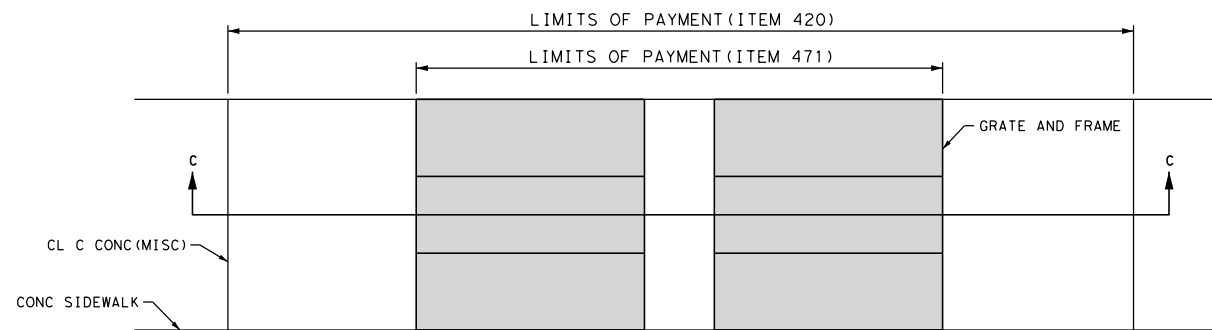 LIMITS OF PAYMENT(ITEM 420)
LIMITS OF PAYMENT(ITEM 471)
GRATE AND FRAME
C
C
CL C CONC(MISC)
CONC SIDEWALK